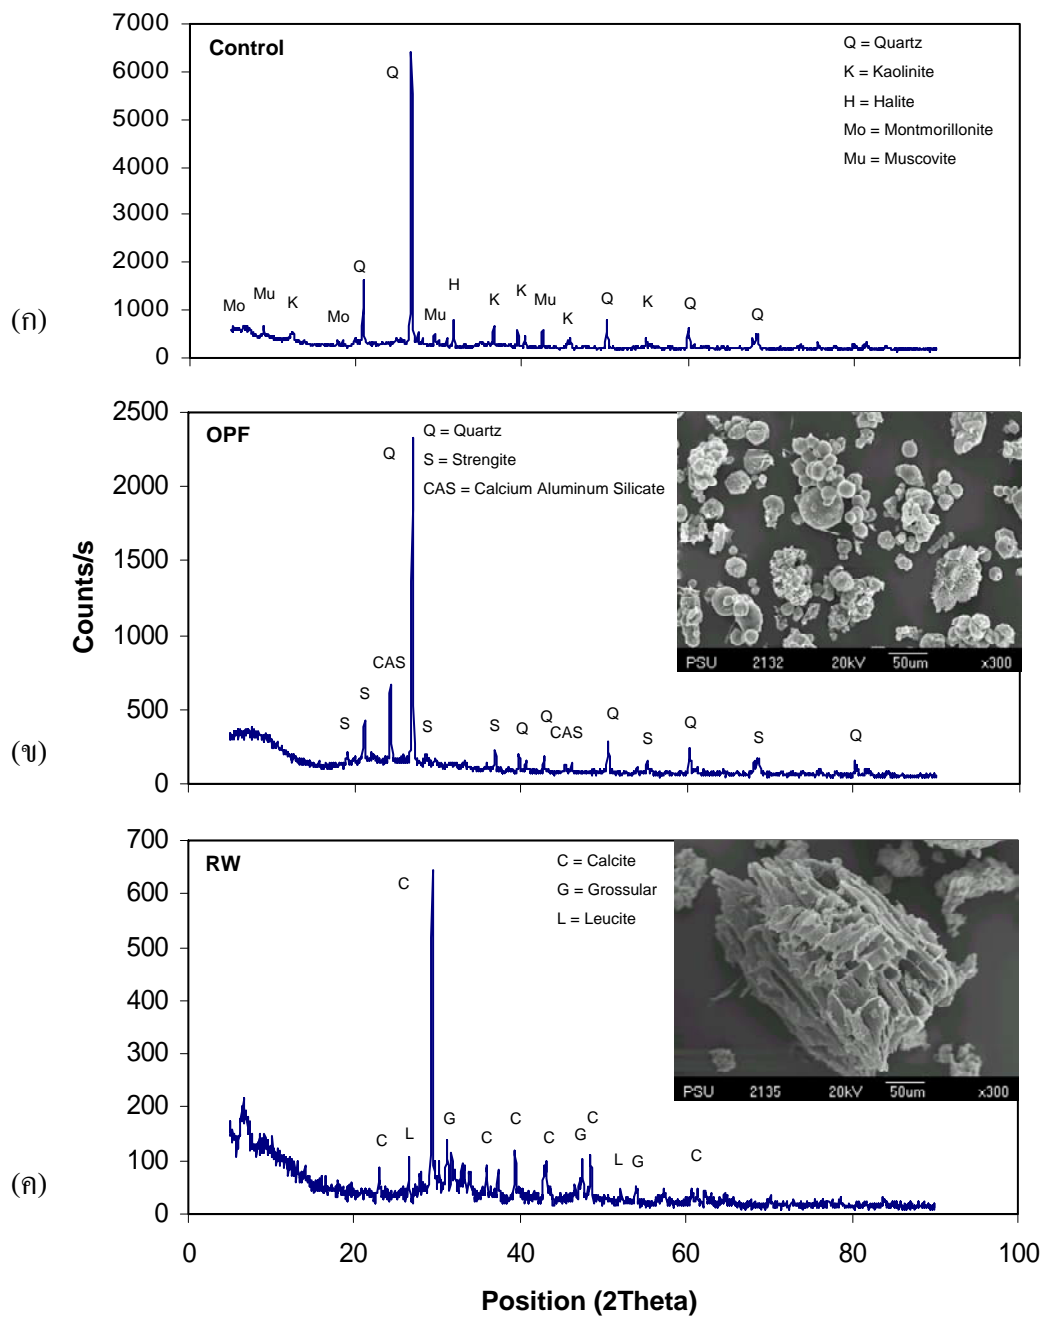 7000
Control
Q = Quartz
K = Kaolinite
H = Halite
Mo = Montmorillonite
Mu = Muscovite
6000
5000
4000
3000
2000
1000
0
Q
Q
Mo
Mu
K
Mo
Mu
H
K
K
Mu
K
Q
K
Q
Q
(ก)
2500
OPF
Q = Quartz
S = Strengite
CAS = Calcium Aluminum Silicate
2000
1500
1000
500
0
Q
CAS
S
S
S
S
Q
Q
CAS
Q
S
Q
S
Q
PSU 2132 20kV 50um x300
Counts/s
(ข)
700
RW
C = Calcite
G = Grossular
L = Leucite
600
500
400
300
200
100
0
C
C
L
G
C
C
C
G
C
L
G
C
PSU 2135 20kV 50um x300
(ค)
0 20 40 60 80 100
Position (2Theta)